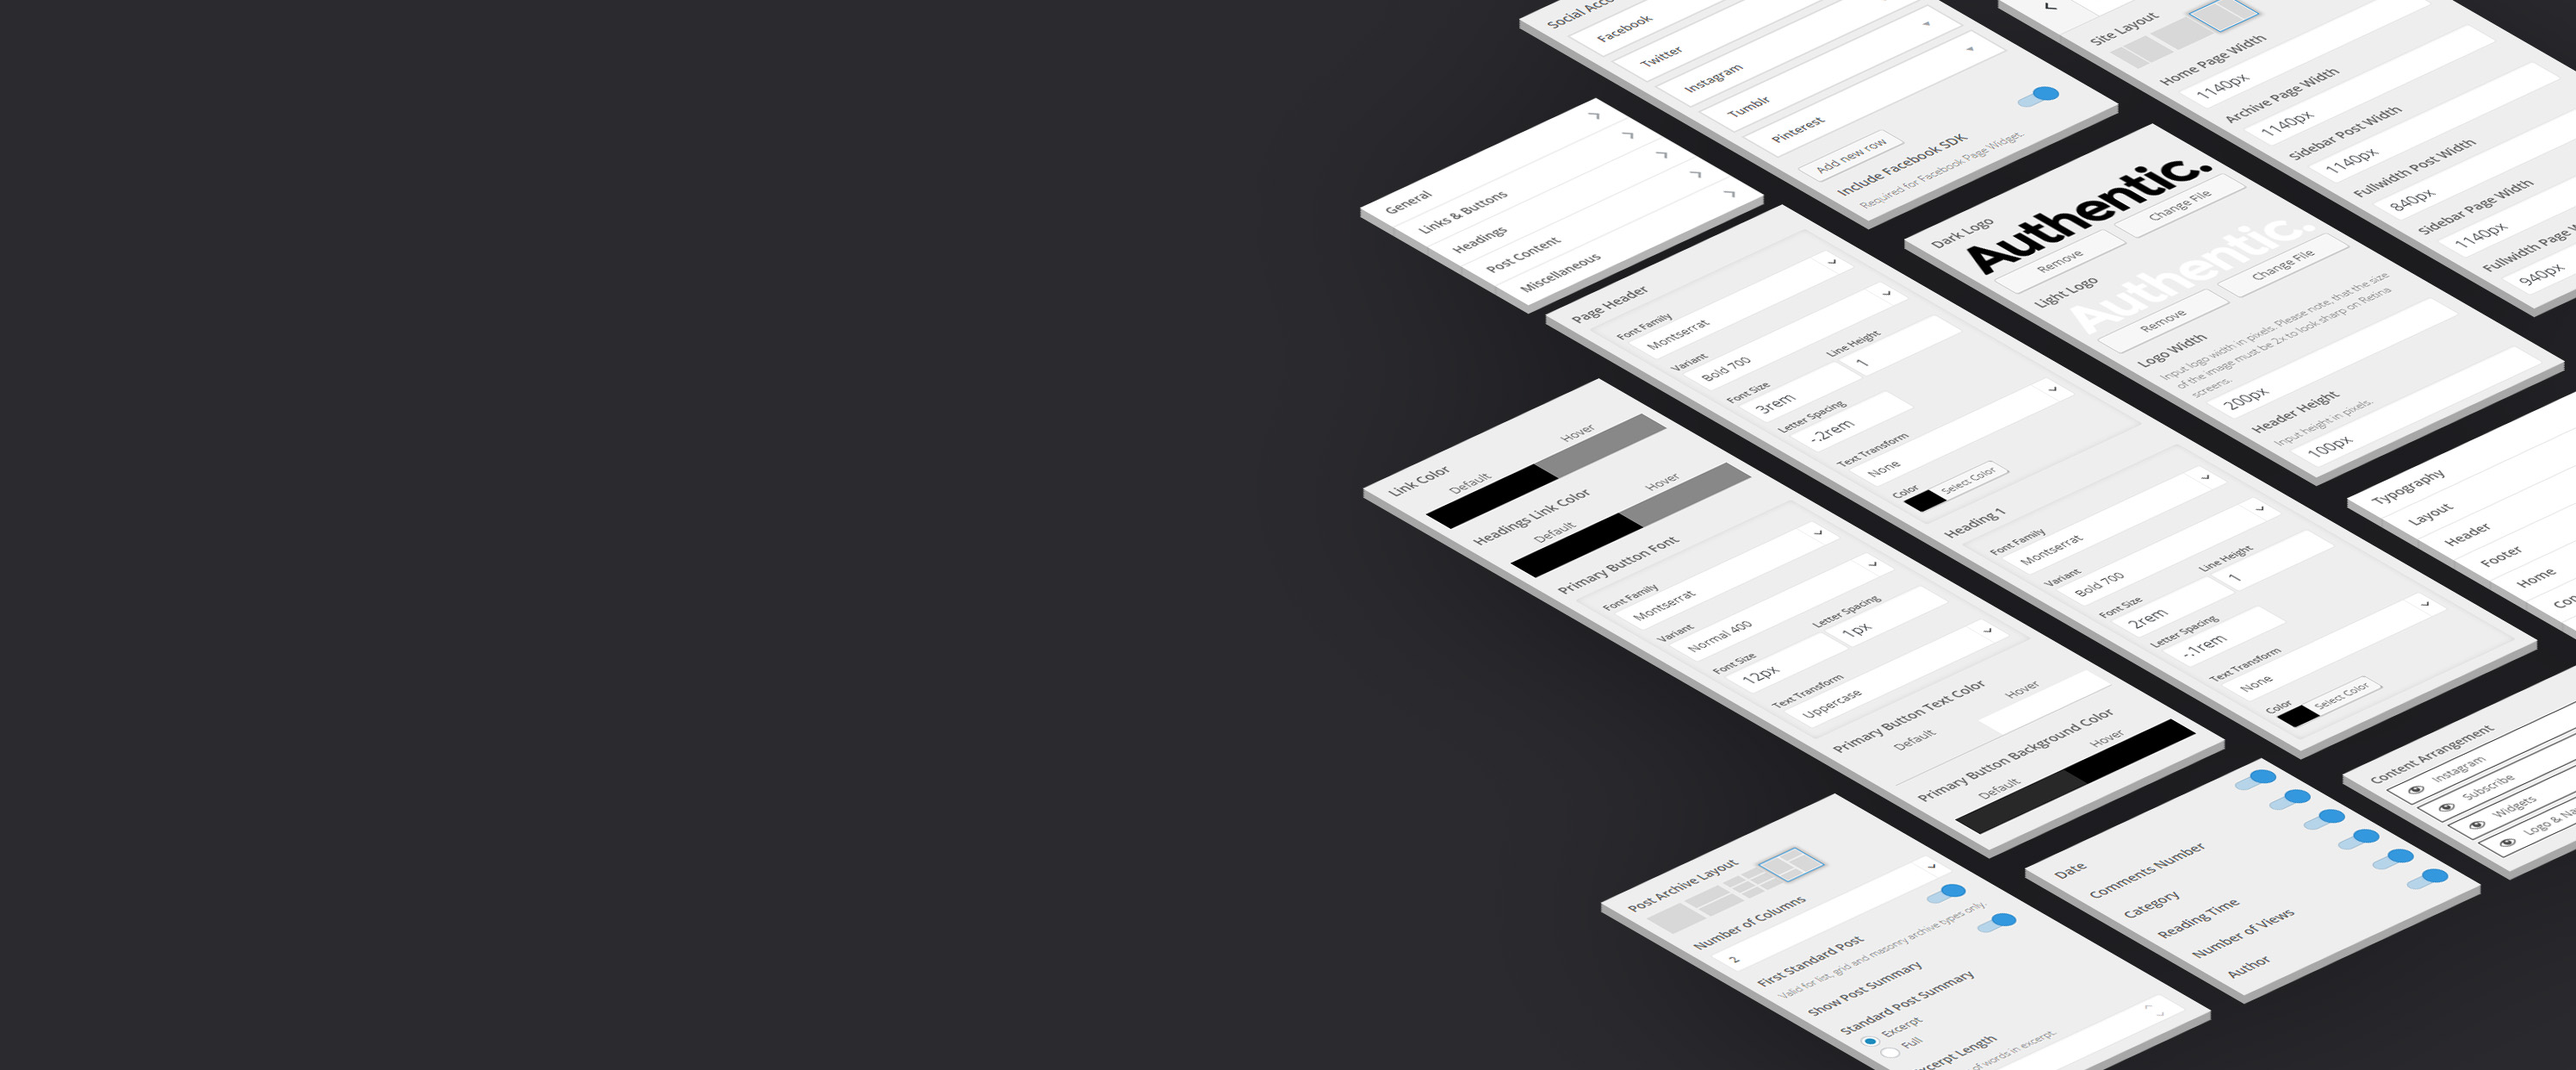 Facebook
Twitter
Instagram
Tumblr
Pinterest
Add new row
Include Facebook SDK
Required for Facebook Page Widget.
General
Links & Buttons
Headings
Post Content
Miscellaneous
Site Layout
Home Page Width
1140px
Archive Page Width
1140px
Sidebar Post Width
1140px
Fullwidth Post Width
840px
Sidebar Page Width
1140px
Fullwidth Page
940px
Dark Logo
Authentic.
Remove
Change File
Light Logo
Authentic.
Remove
Change File
Logo Width
Input logo width in pixels. Please note, that the size
of the image must be 2x to look sharp on Retina
screens.
200px
Header Height
Input height in pixels.
100px
Page Header
Font Family
Montserrat
Variant
Bold 700
Font Size
Line Height
3rem
1
Letter Spacing
-.2rem
Text Transform
None
Color
Select Color
Heading 1
Font Family
Montserrat
Variant
Bold 700
Font Size
Line Height
2rem
1
Letter Spacing
-.1rem
Text Transform
None
Color
Select Color
Link Color
Default
Hover
Headings Link Color
Default
Hover
Primary Button Font
Font Family
Montserrat
Variant
Normal 400
Font Size
Letter Spacing
12px
1px
Text Transform
Uppercase
Primary Button Text Color
Default
Hover
Primary Button Background Color
Default
Hover
Typography
Layout
Header
Footer
Home
Content Arrangement
Instagram
Subscribe
Widgets
Logo &
Post Archive Layout
Number of Columns
2
First Standard Post
Valid for list, grid and masonry archive types only.
Show Post Summary
Standard Post Summary
Excerpt
Full
Length
of words in excerpt.
Date
Comments Number
Category
Reading Time
Number of Views
Author